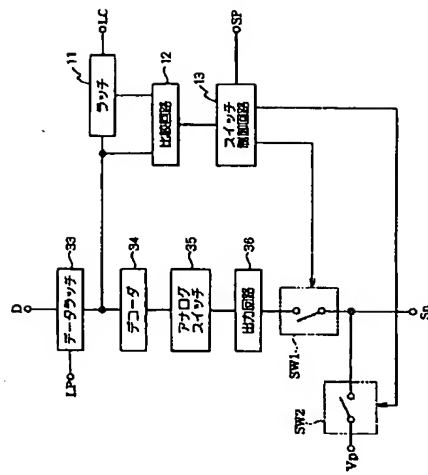 D
LP
データラッチ
33
デコーダ
34
アナログ
スイッチ
35
出力回路
36
LC
11
ラッチ
12
比較回路
13
スイッチ
制御回路
SP
SW1
SW2
Vp
Sn